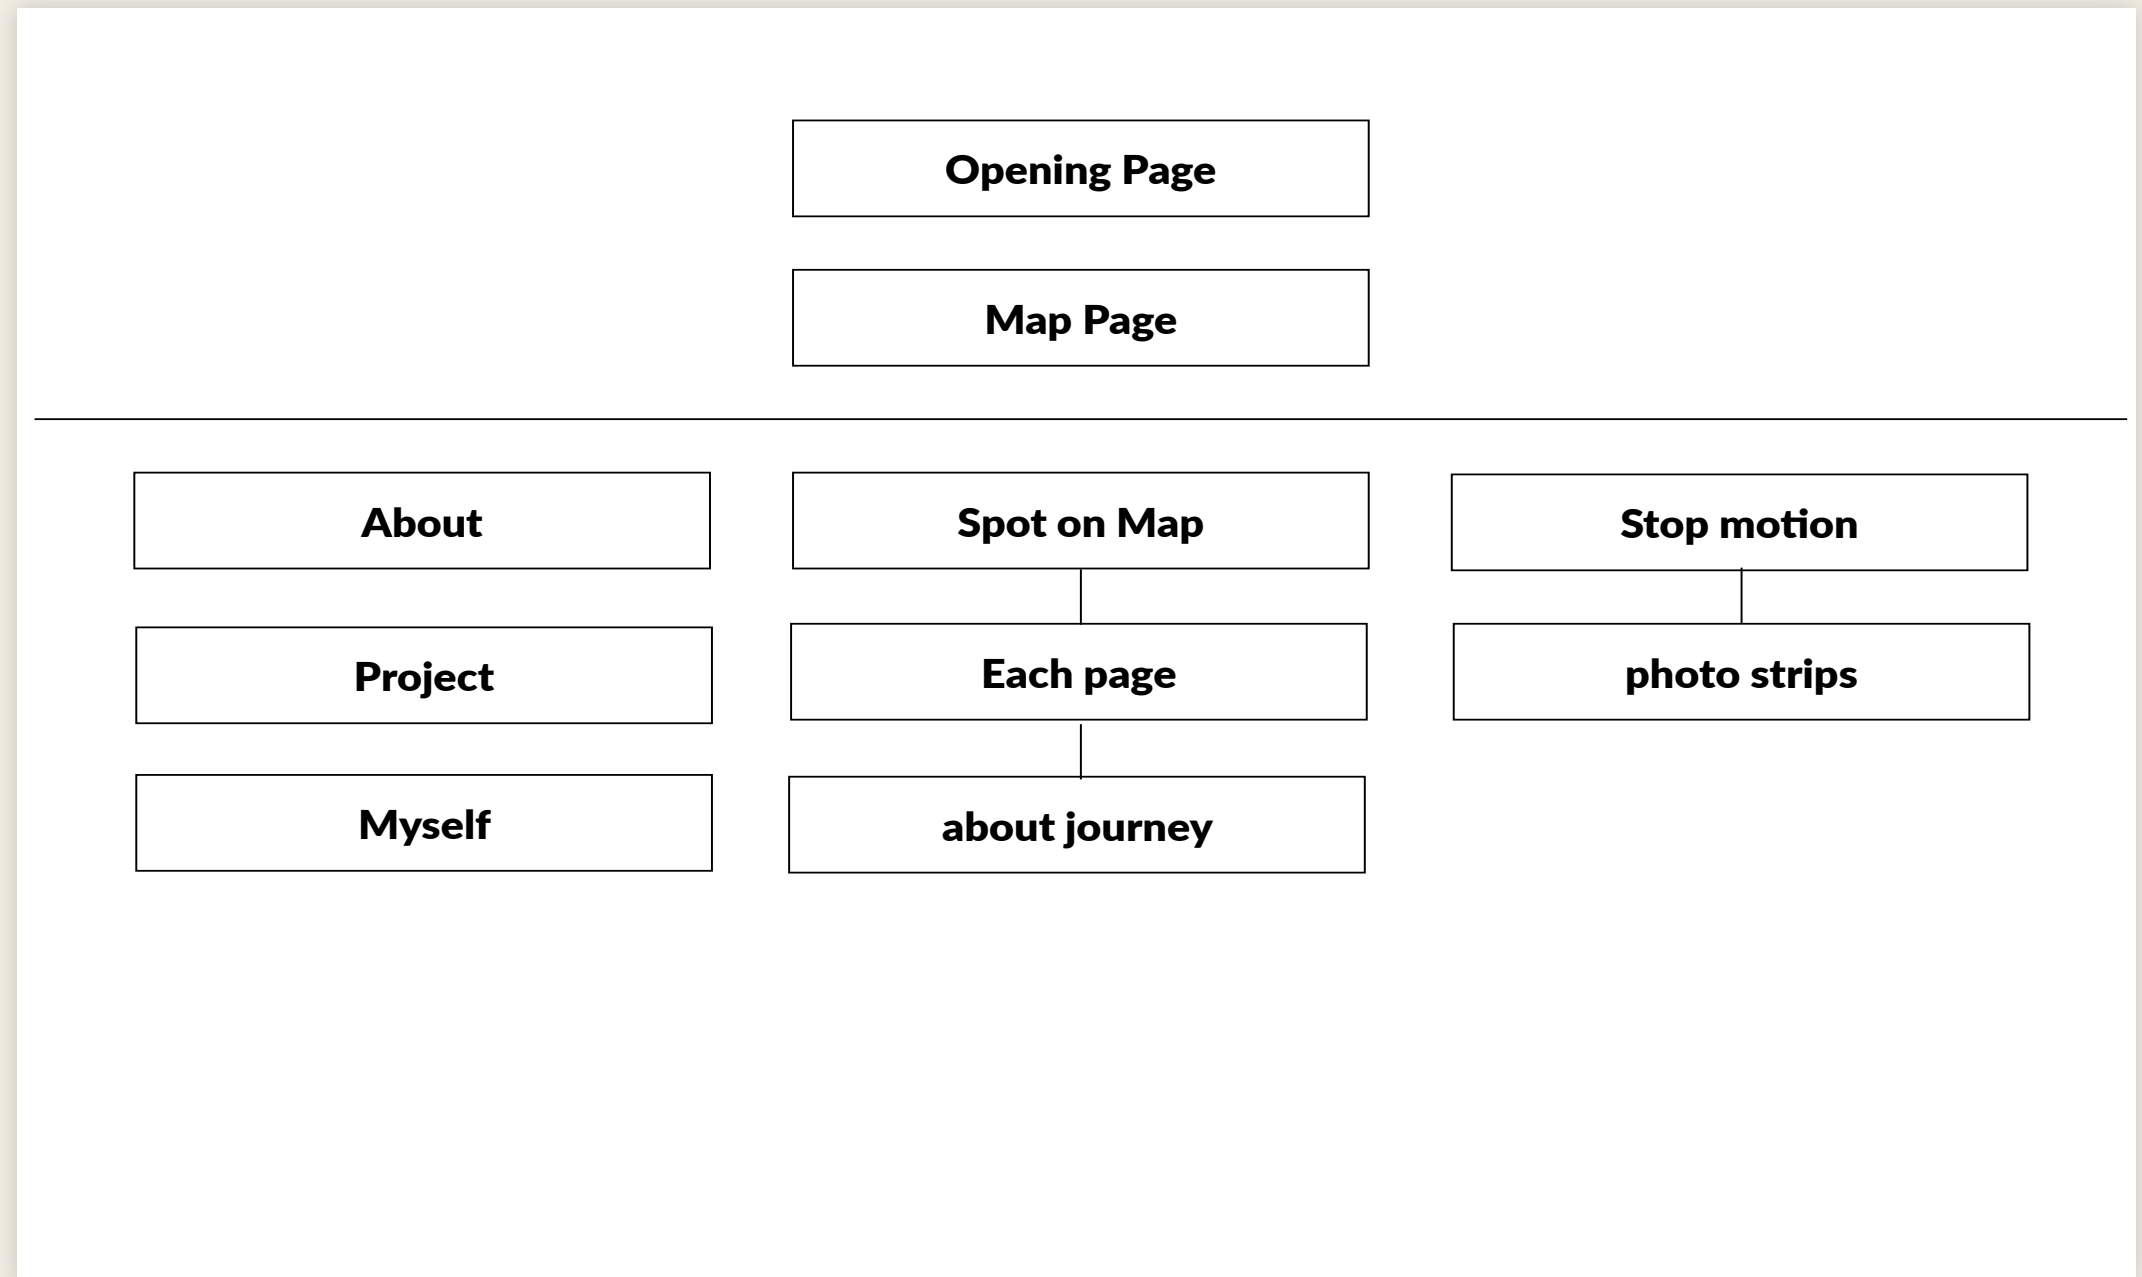 Opening Page
Map Page
About
Spot on Map
Stop motion
Project
Each page
photo strips
Myself
about journey